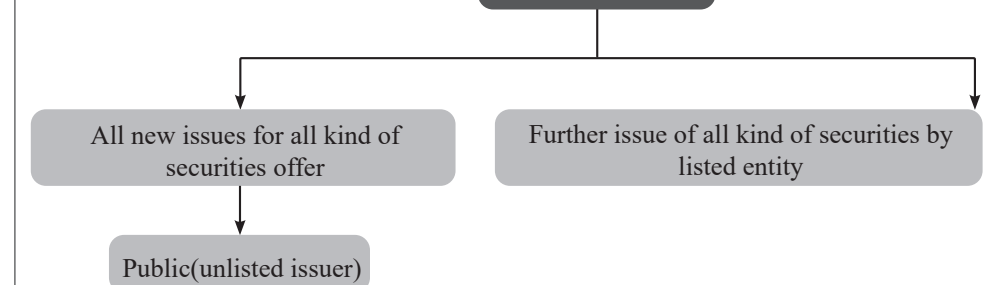 All new issues for all kind of
securities offer
Further issue of all kind of securities by
listed entity
Public(unlisted issuer)